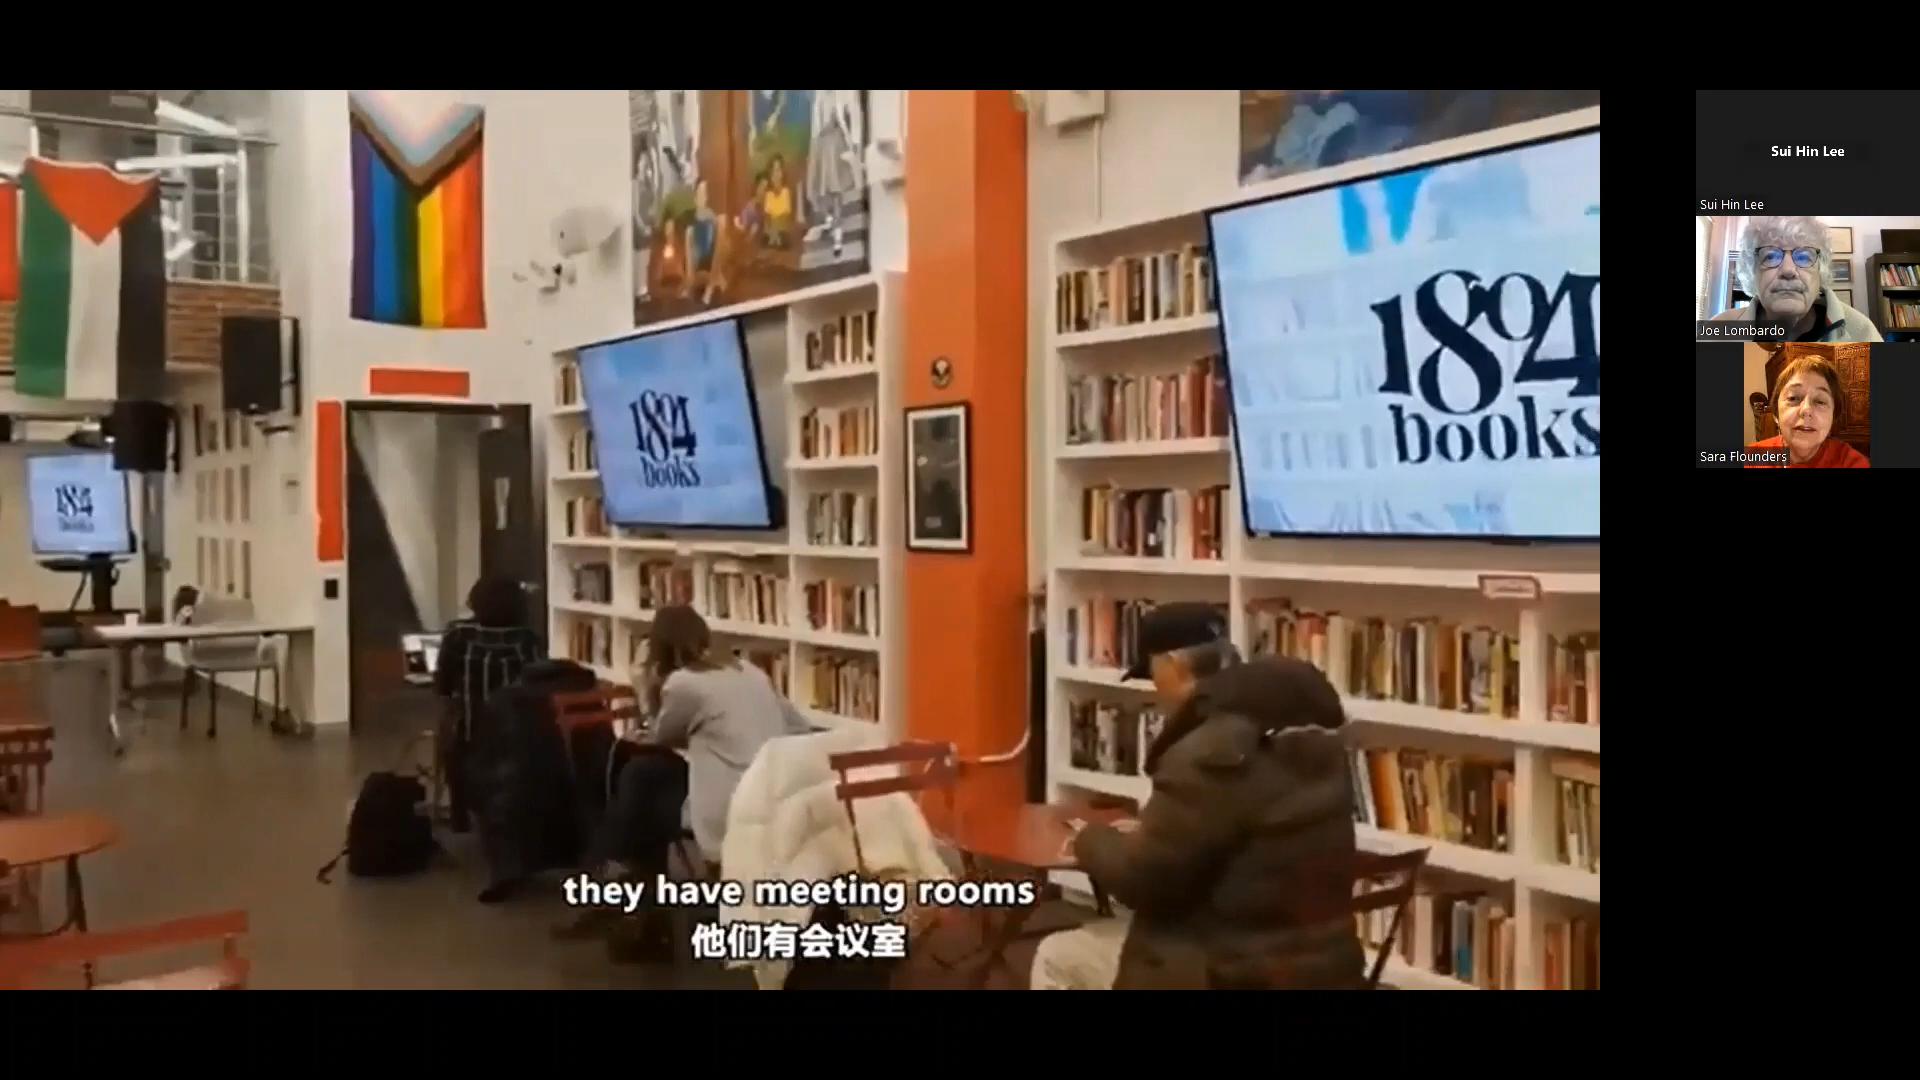 1804
books
1804
books
1804
books
they have meeting rooms
他们有会议室
Sui Hin Lee
Sui Hin Lee
Joe Lombardo
Sara Flounders